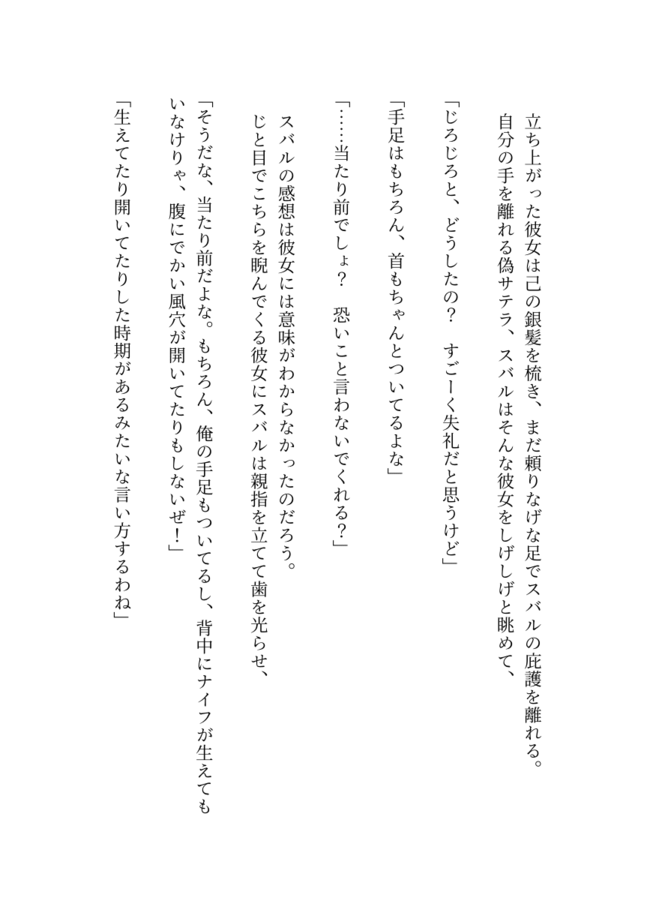 立ち上がった彼女は己の銀髪を梳き、まだ頼りなげな足でスバルの庇護を離れる。
自分の手を離れる偽サテラ、スバルはそんな彼女をしげしげと眺めて、
「じろじろと、どうしたの？　すごーく失礼だと思うけど」
「手足はもちろん、首もちゃんとついてるよな」
「……当たり前でしょ？　恐いこと言わないでくれる？」
スバルの感想は彼女には意味がわからなかったのだろう。
じと目でこちらを睨んでくる彼女にスバルは親指を立てて歯を光らせ、
「そうだな、当たり前だよな。もちろん、俺の手足もついてるし、背中にナイフが生えても
いなけりゃ、腹にでかい風穴が開いてたりもしないぜ！」
「生えてたり開いてたりした時期があるみたいな言い方するわね」